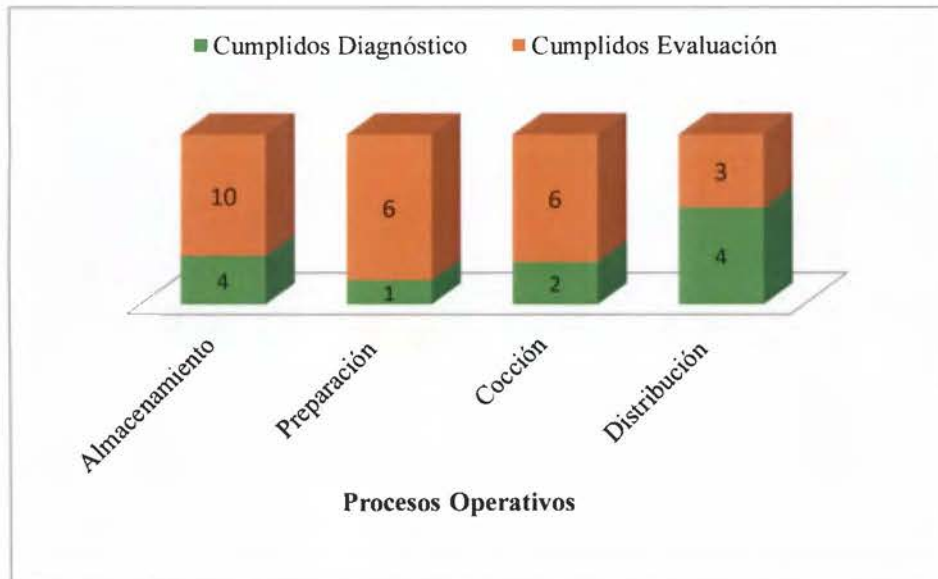 Cumplidos Diagnóstico Cumplidos Evaluación
10 6 6 3
4 1 2 4
Almacenamiento Preparación Cocción Distribución
Procesos Operativos